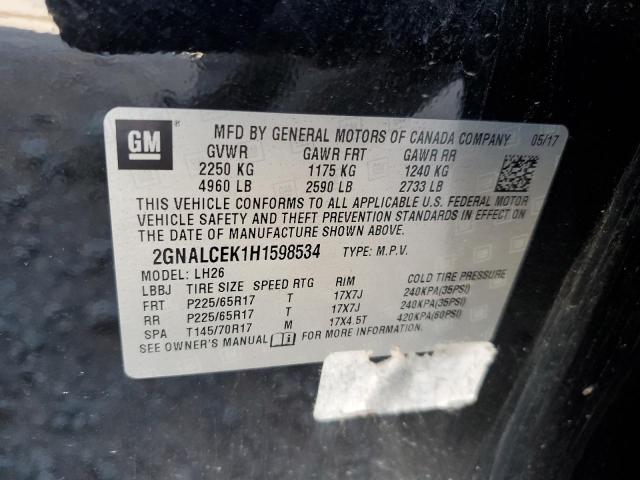 GM ® MFD BY GENERAL MOTORS OF CANADA COMPANY 05/17
GVWR GAWR FRT GAWR RR
2250 KG 1175 KG 1240 KG
4960 LB 2590 LB 2733 LB
THIS VEHICLE CONFORMS TO ALL APPLICABLE U.S. FEDERAL MOTOR
VEHICLE SAFETY AND THEFT PREVENTION STANDARDS IN EFFECT ON
THE DATE OF MANUFACTURE SHOWN ABOVE.
2GNALCEK1H1598534 TYPE: M.P.V.
MODEL: LH26
LBBJ TIRE SIZE SPEED RTG RIM COLD TIRE PRESSURE
FRT P225/65R17 T 17X7J 240KPA(35PSI)
RR P225/65R17 T 17X7J 240KPA(35PSI)
SPA T145/70R17 M 17X4.5T 420KPA(60PSI)
SEE OWNER'S MANUAL FOR MORE INFORMATION.